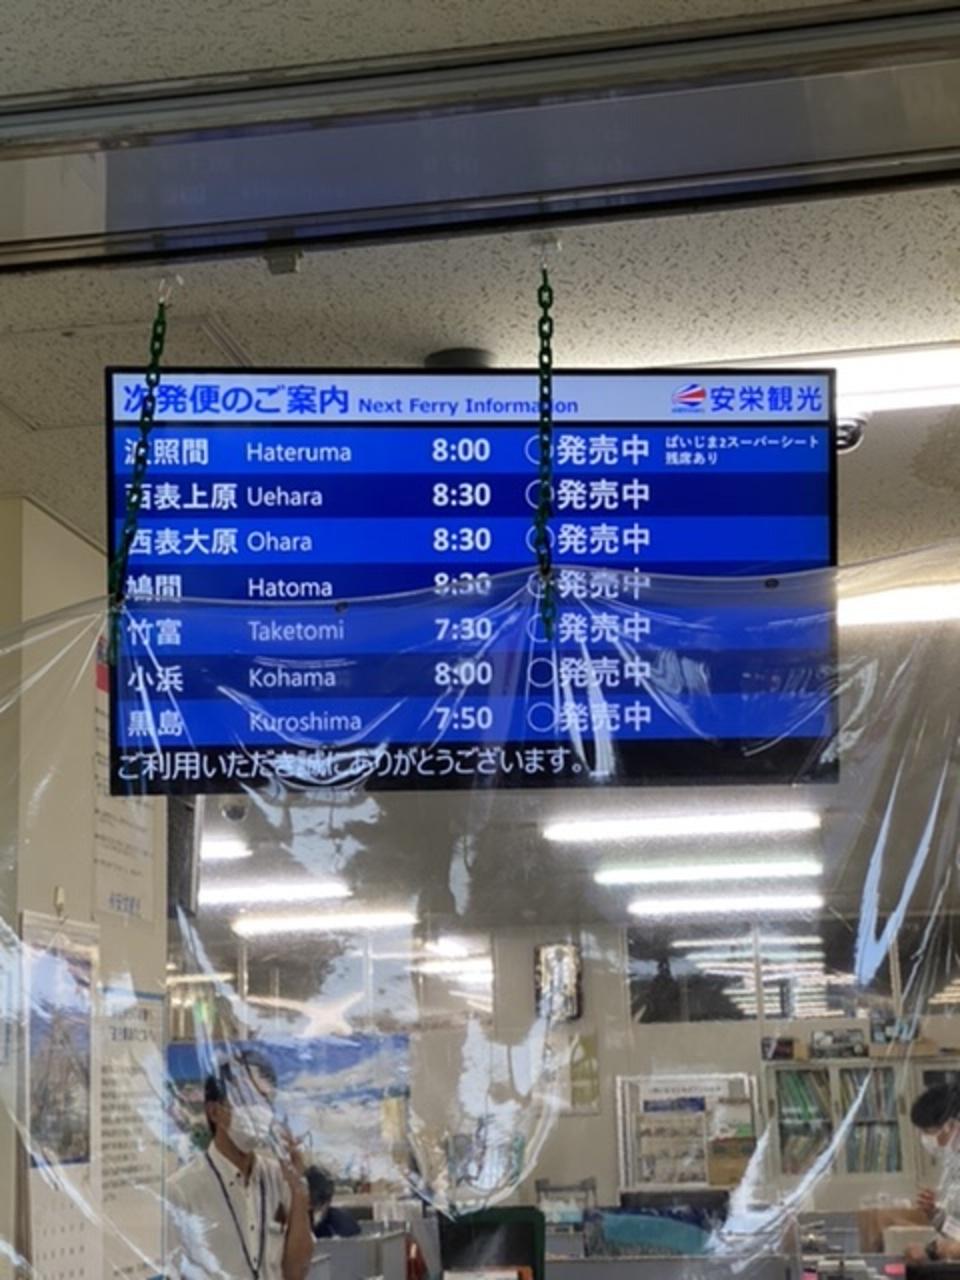 次発便のご案内 Next Ferry Information 安栄観光
波照間 Hateruma 8:00 ○発売中 ぱいじま2スーパーシート
残席あり
西表上原 Uehara 8:30 ○発売中
西表大原 Ohara 8:30 ○発売中
鳩間 Hatoma 8:30 ○発売中
竹富 Taketomi 7:30 ○発売中
小浜 Kohama 8:00 ○発売中
黒島 Kuroshima 7:50 ○発売中
ご利用いただき誠にありがとうございます。